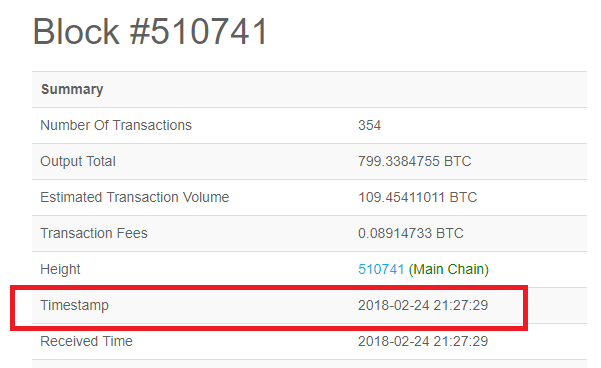 Block #510741
Summary
Number Of Transactions 354
Output Total 799.3384755 BTC
Estimated Transaction Volume 109.45411011 BTC
Transaction Fees 0.08914733 BTC
Height 510741 (Main Chain)
Timestamp 2018-02-24 21:27:29
Received Time 2018-02-24 21:27:29